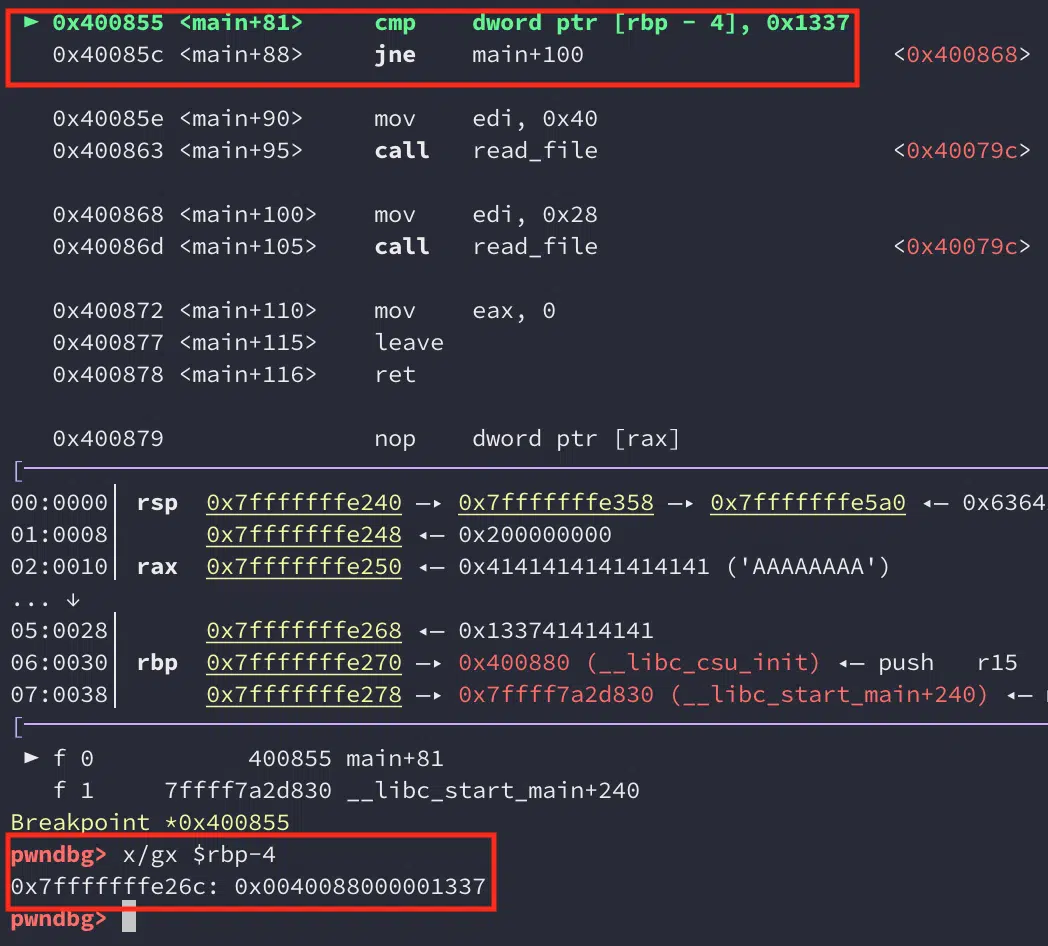 ► 0x400855 <main+81> cmp dword ptr [rbp - 4], 0x1337
0x40085c <main+88> jne main+100 <0x400868>
0x40085e <main+90> mov edi, 0x40
0x400863 <main+95> call read_file <0x40079c>
0x400868 <main+100> mov edi, 0x28
0x40086d <main+105> call read_file <0x40079c>
0x400872 <main+110> mov eax, 0
0x400877 <main+115> leave
0x400878 <main+116> ret
0x400879 nop dword ptr [rax]
[
00:0000│ rsp 0x7fffffffe240 —▸ 0x7fffffffe358 —▸ 0x7fffffffe5a0 ◂— 0x6364
01:0008│ 0x7fffffffe248 ◂— 0x200000000
02:0010│ rax 0x7fffffffe250 ◂— 0x4141414141414141 ('AAAAAAAA')
... ↓
05:0028│ 0x7fffffffe268 ◂— 0x133741414141
06:0030│ rbp 0x7fffffffe270 —▸ 0x400880 (__libc_csu_init) ◂— push r15
07:0038│ 0x7fffffffe278 —▸ 0x7ffff7a2d830 (__libc_start_main+240) ◂—
[
► f 0 400855 main+81
f 1 7ffff7a2d830 __libc_start_main+240
Breakpoint *0x400855
pwndbg> x/gx $rbp-4
0x7fffffffe26c: 0x0040088000001337
pwndbg>